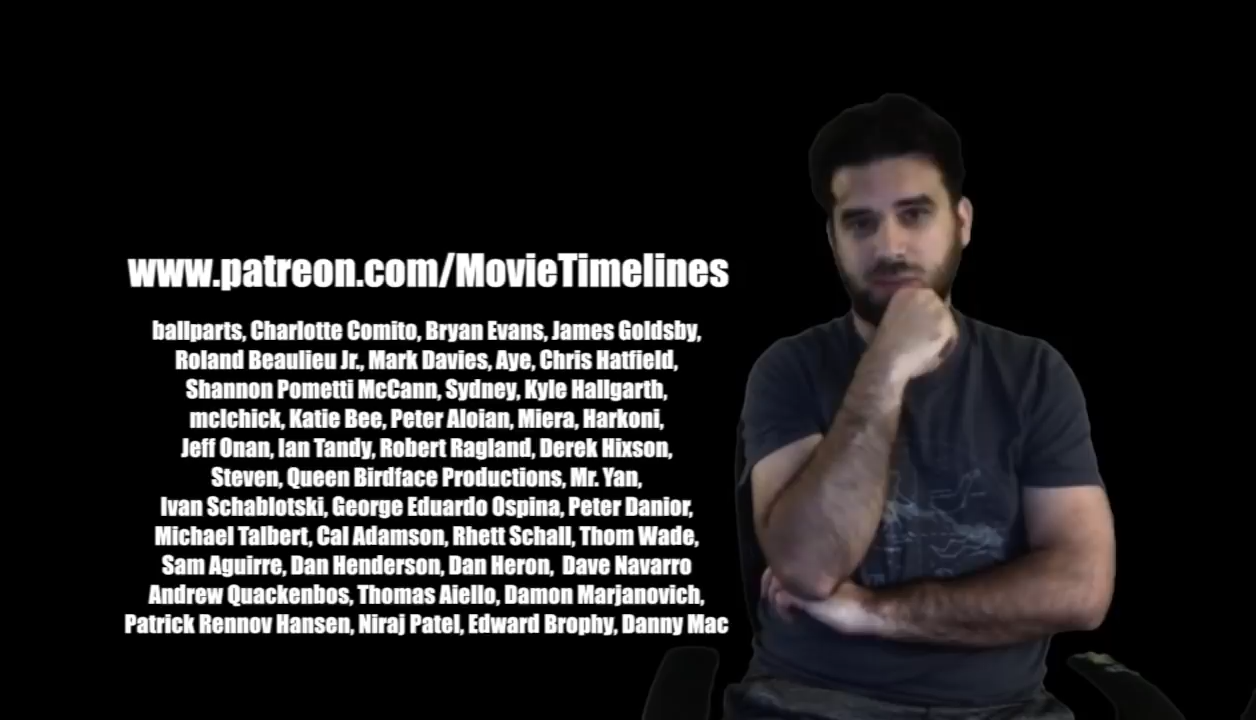 www.patreon.com/MovieTimelines
ballparts, Charlotte Comito, Bryan Evans, James Goldsby,
Roland Beaulieu Jr., Mark Davies, Aye, Chris Hatfield,
Shannon Pometti McCann, Sydney, Kyle Hallgarth,
mclchick, Katie Bee, Peter Aloian, Miera, Harkoni,
Jeff Onan, Ian Tandy, Robert Ragland, Derek Hixson,
Steven, Queen Birdface Productions, Mr. Yan,
Ivan Schablotski, George Eduardo Ospina, Peter Danior,
Michael Talbert, Cal Adamson, Rhett Schall, Thom Wade,
Sam Aguirre, Dan Henderson, Dan Heron,  Dave Navarro
Andrew Quackenbos, Thomas Aiello, Damon Marjanovich,
Patrick Rennov Hansen, Niraj Patel, Edward Brophy, Danny Mac